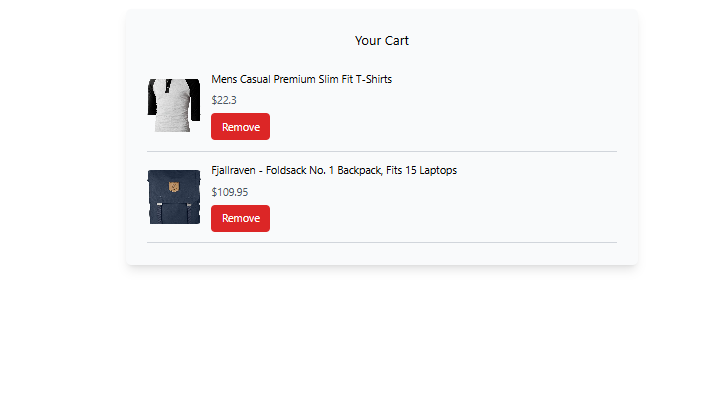 Your Cart
Mens Casual Premium Slim Fit T-Shirts
$22.3
Remove
Fjallraven - Foldsack No. 1 Backpack, Fits 15 Laptops
$109.95
Remove